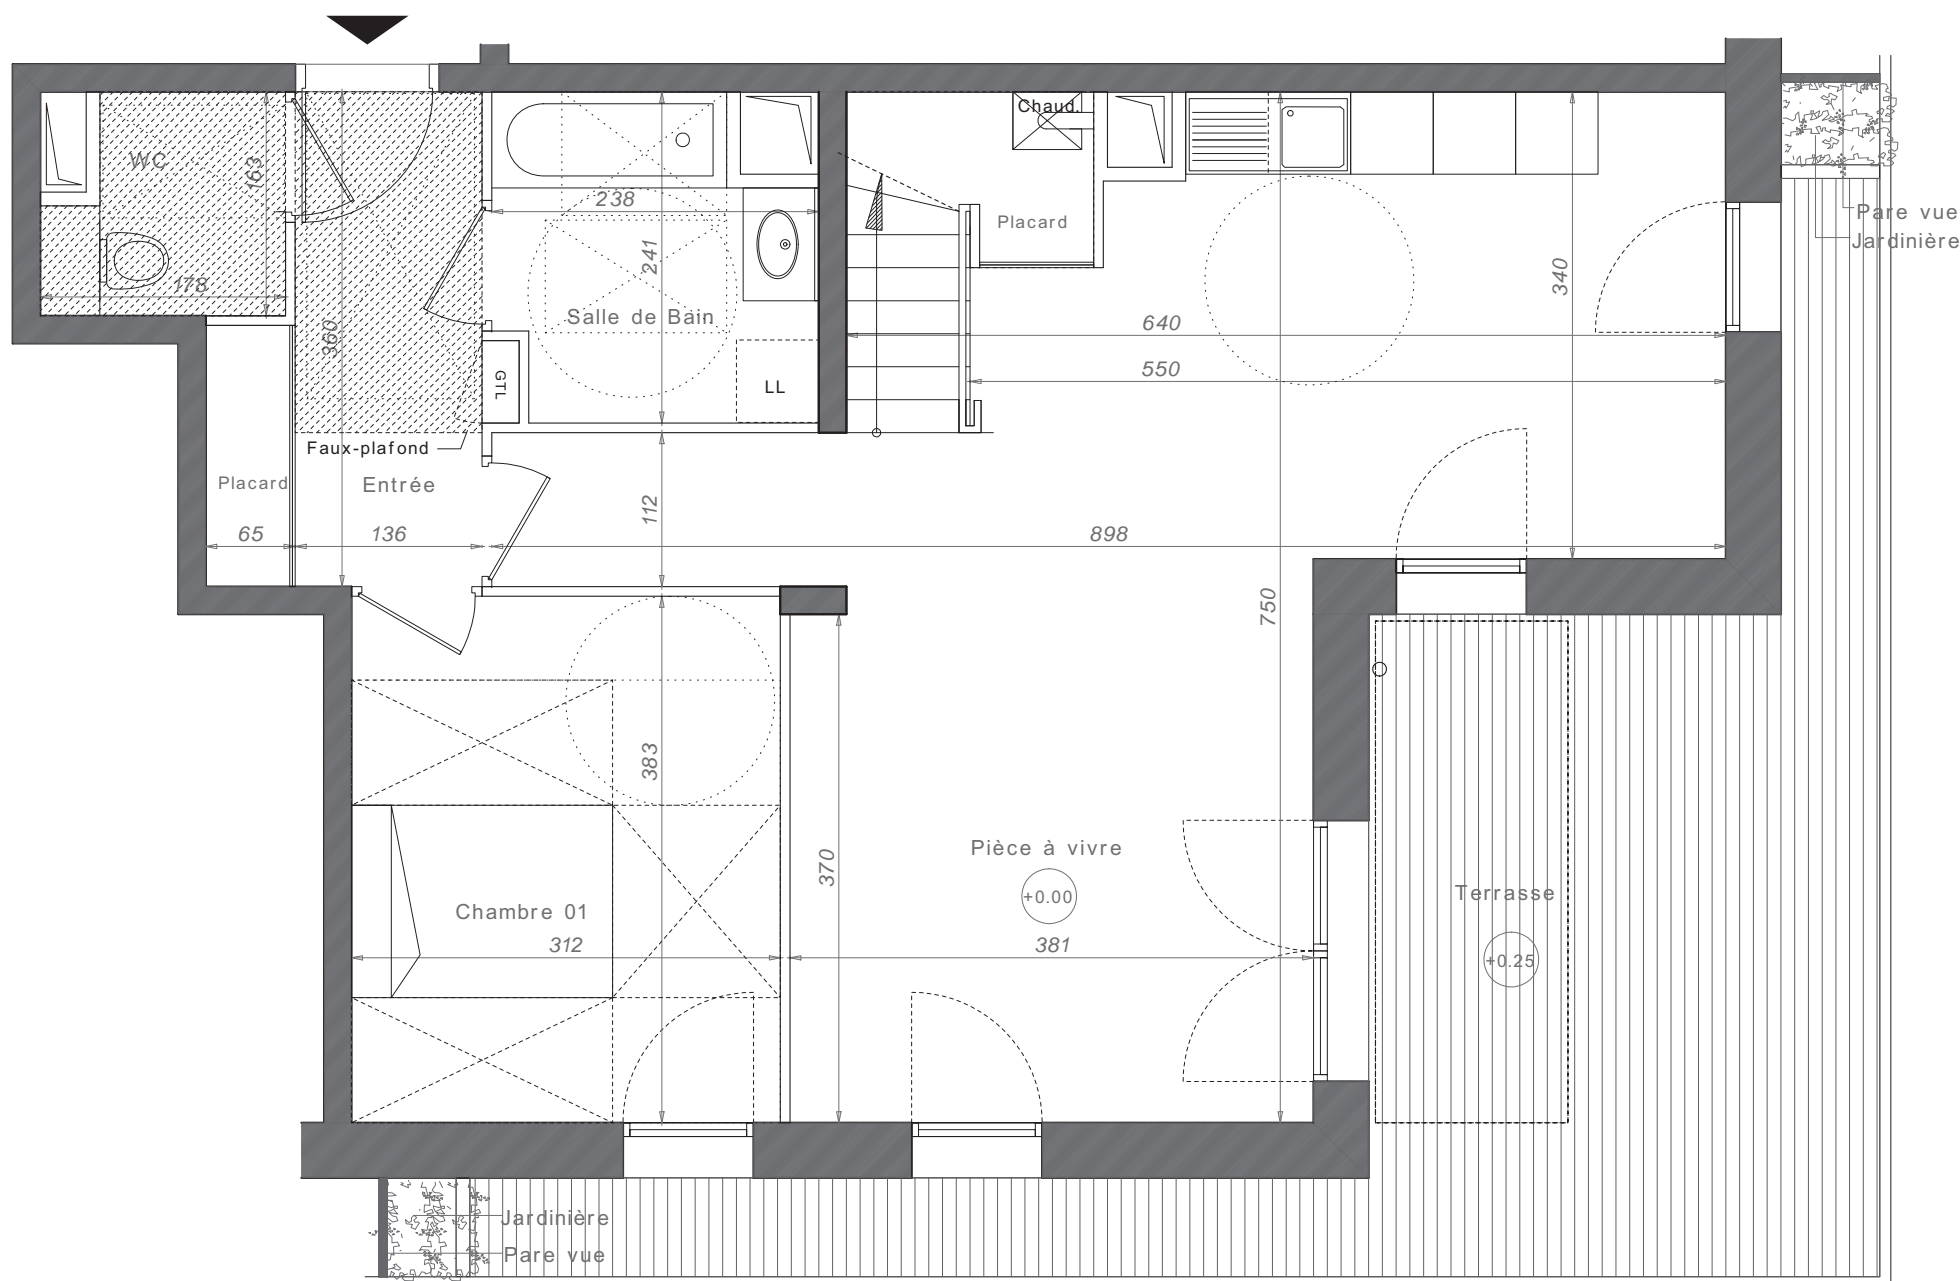 Chaud.
WC
163
Pare vue
Placard
238
Jardinière
241
340
178
Salle de Bain
640
360
550
GTL
LL
Faux-plafond
Placard
Entrée
112
65
136
898
750
383
Pièce à vivre
370
+0.00
Terrasse
Chambre 01
312
381
+0.25
Jardinière
Pare vue